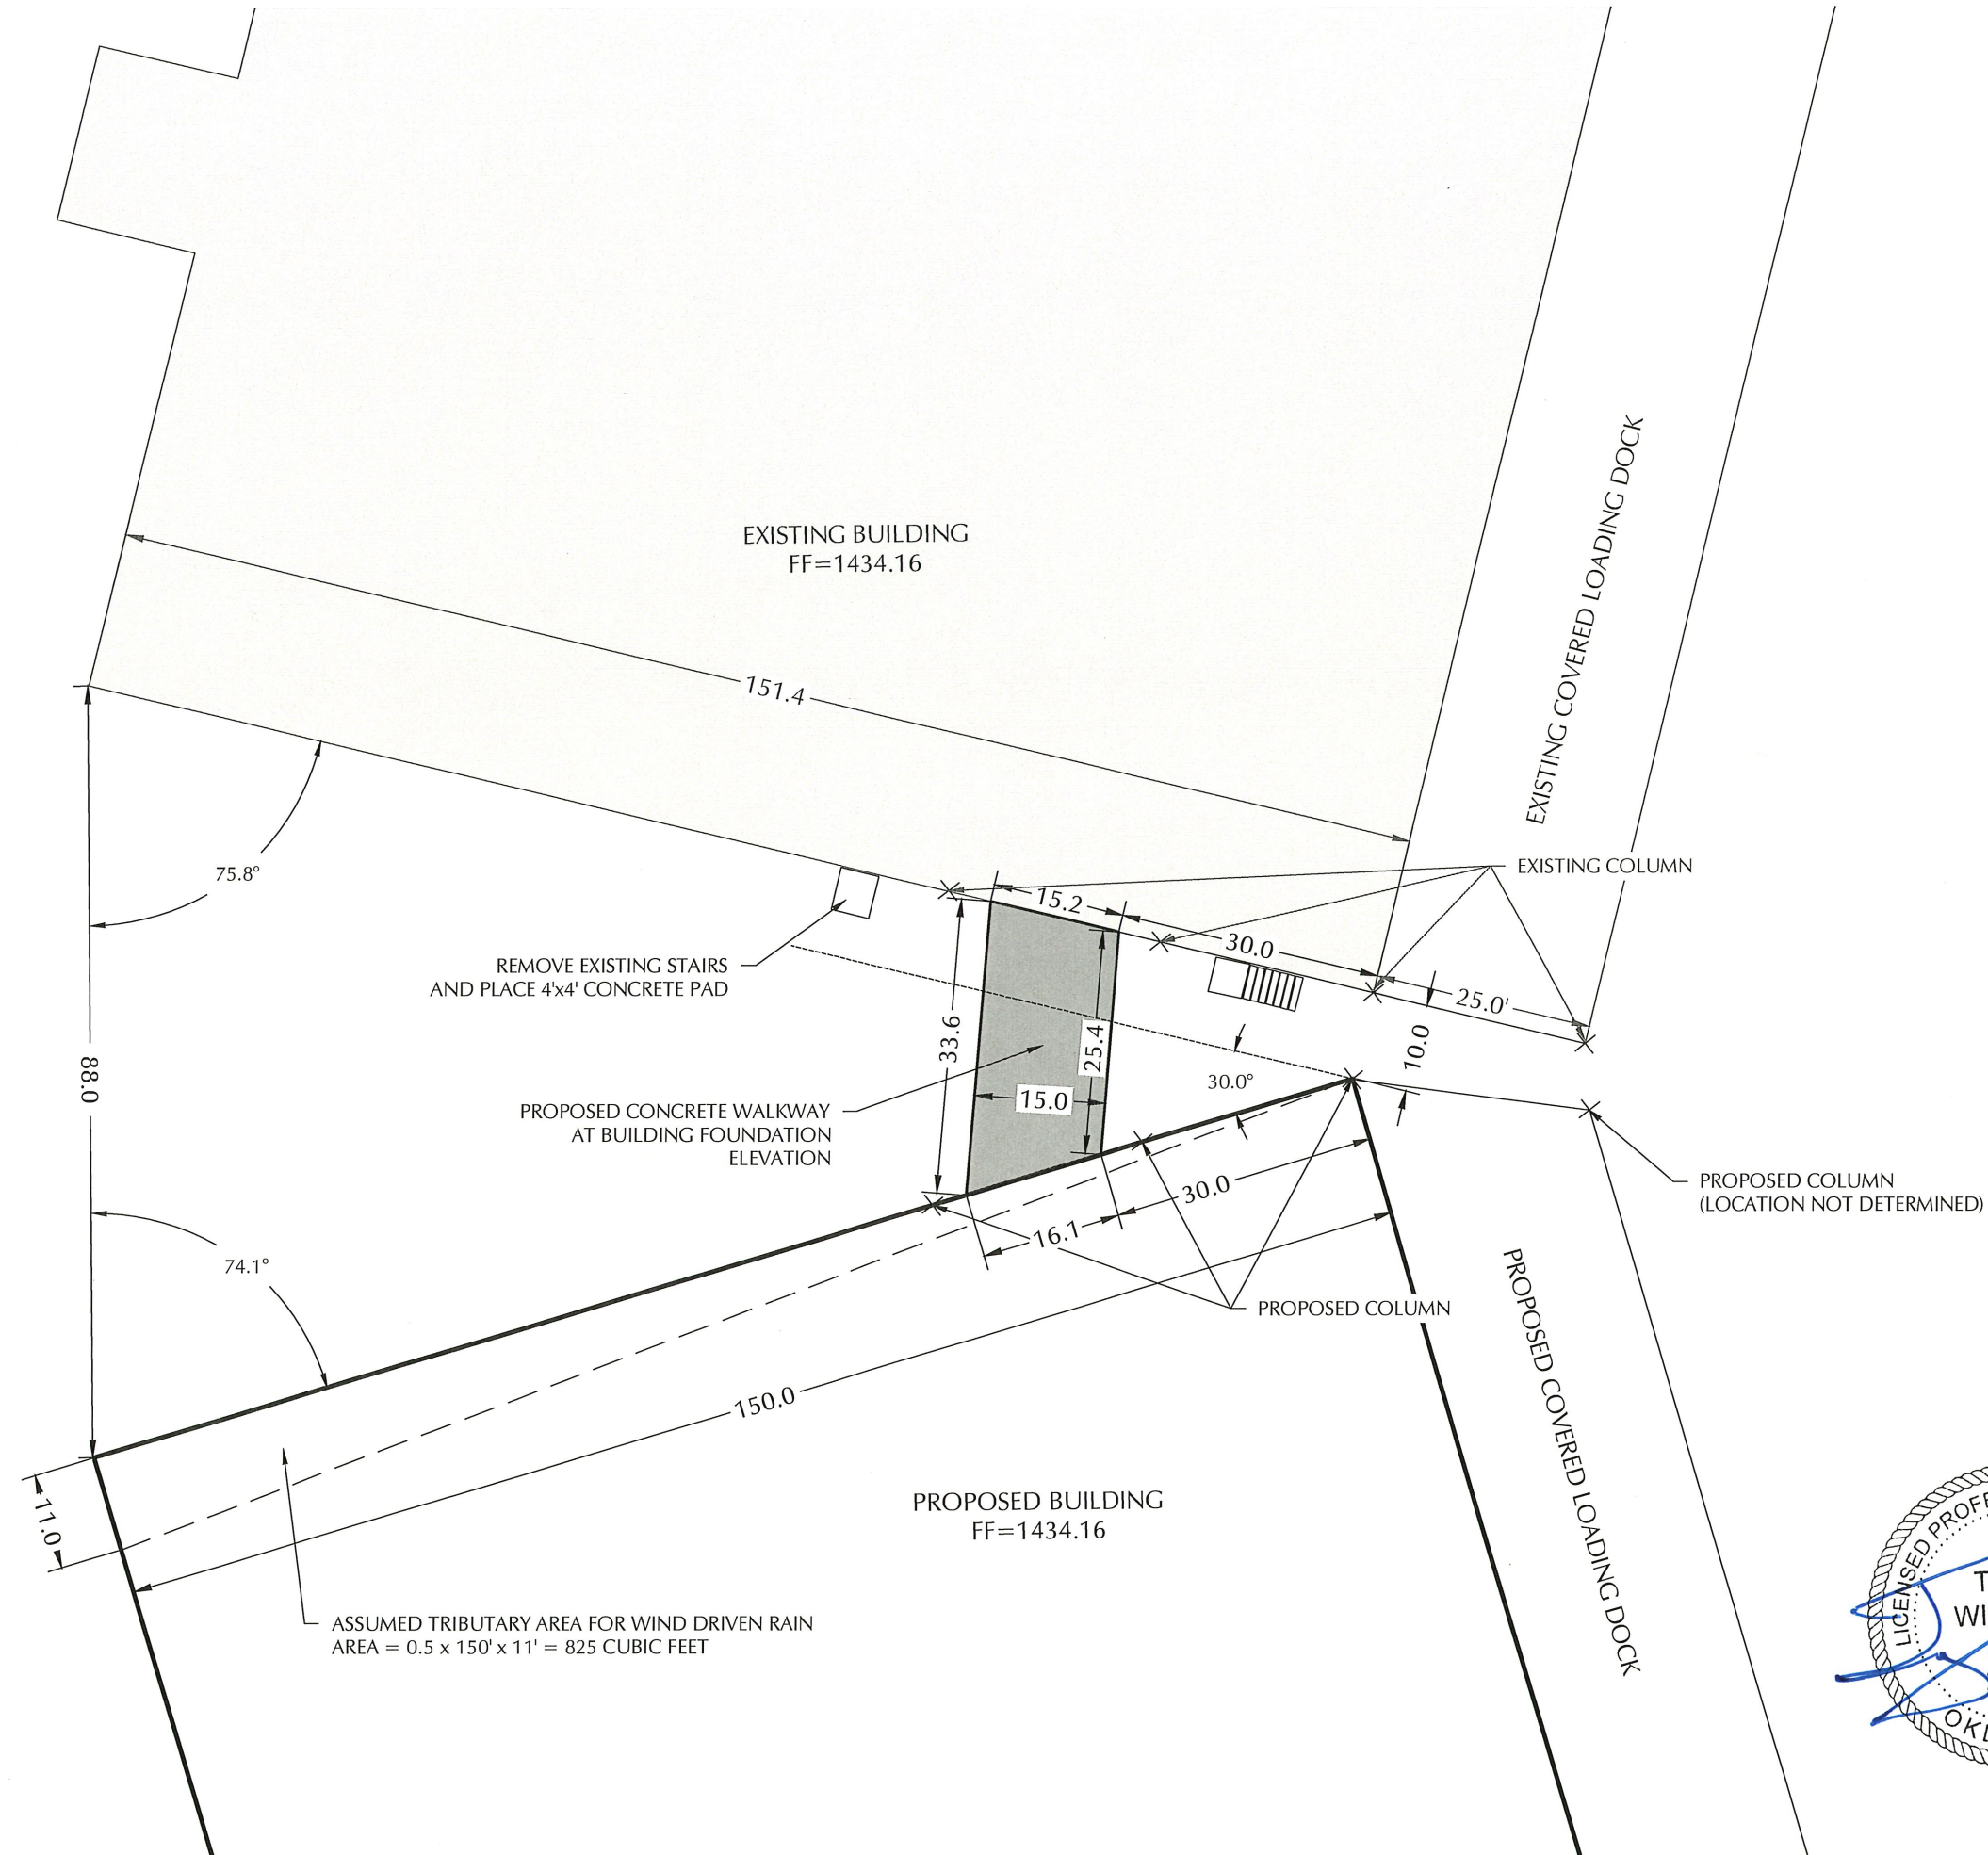 EXISTING BUILDING
FF=1434.16
EXISTING COVERED LOADING DOCK
151.4
75.8°
EXISTING COLUMN
15.2
30.0
25.0'
REMOVE EXISTING STAIRS
AND PLACE 4'x4' CONCRETE PAD
33.6
25.4
10.0
88.0
30.0°
15.0
PROPOSED CONCRETE WALKWAY
AT BUILDING FOUNDATION
ELEVATION
PROPOSED COLUMN
(LOCATION NOT DETERMINED)
30.0
16.1
74.1°
PROPOSED COLUMN
150.0
PROPOSED COVERED LOADING DOCK
11.0
PROPOSED BUILDING
FF=1434.16
ASSUMED TRIBUTARY AREA FOR WIND DRIVEN RAIN
AREA = 0.5 x 150' x 11' = 825 CUBIC FEET
LICENSED